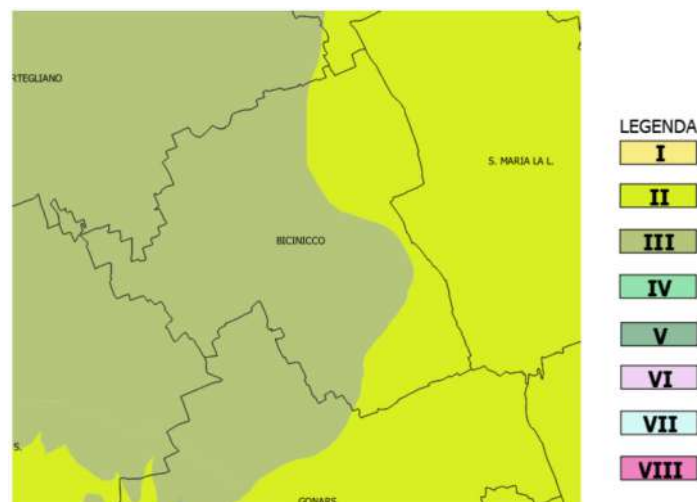 RTEGLIANO
S. MARIA LA L.
BICINICCO
S.
GONARS
LEGENDA
I
II
III
IV
V
VI
VII
VIII